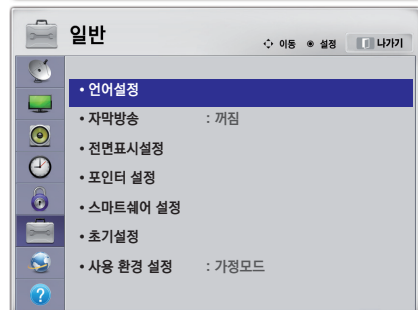 일반
이동 ◉ 설정 나가기
• 언어설정
• 자막방송 : 꺼짐
• 전면표시설정
• 포인터 설정
• 스마트쉐어 설정
• 초기설정
• 사용 환경 설정 : 가정모드
?